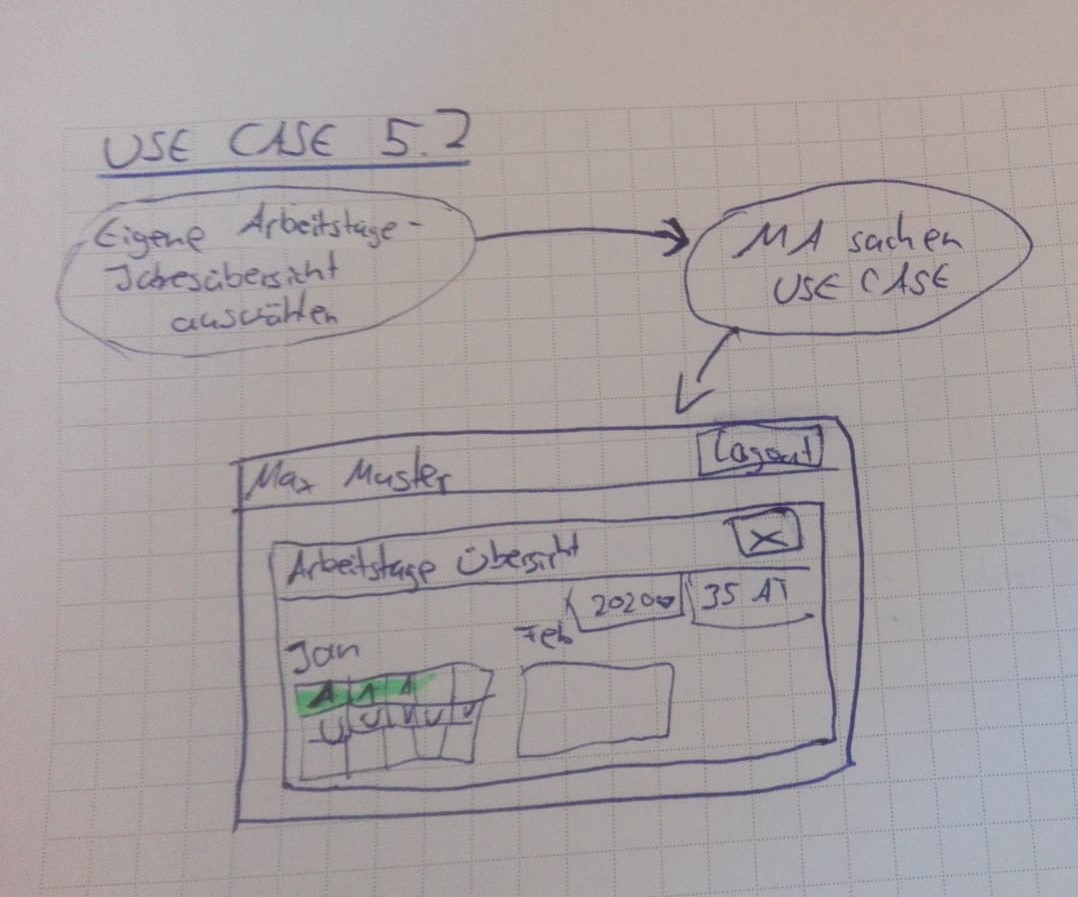 USE CASE 5.2
Eigene Arbeitstage-
Jahresübersicht
auswählen
MA suchen
USE CASE
Max Muster
Logout
Arbeitstage Übersicht
X
2020
35 AT
Jan
Feb
A A A
U U U U U